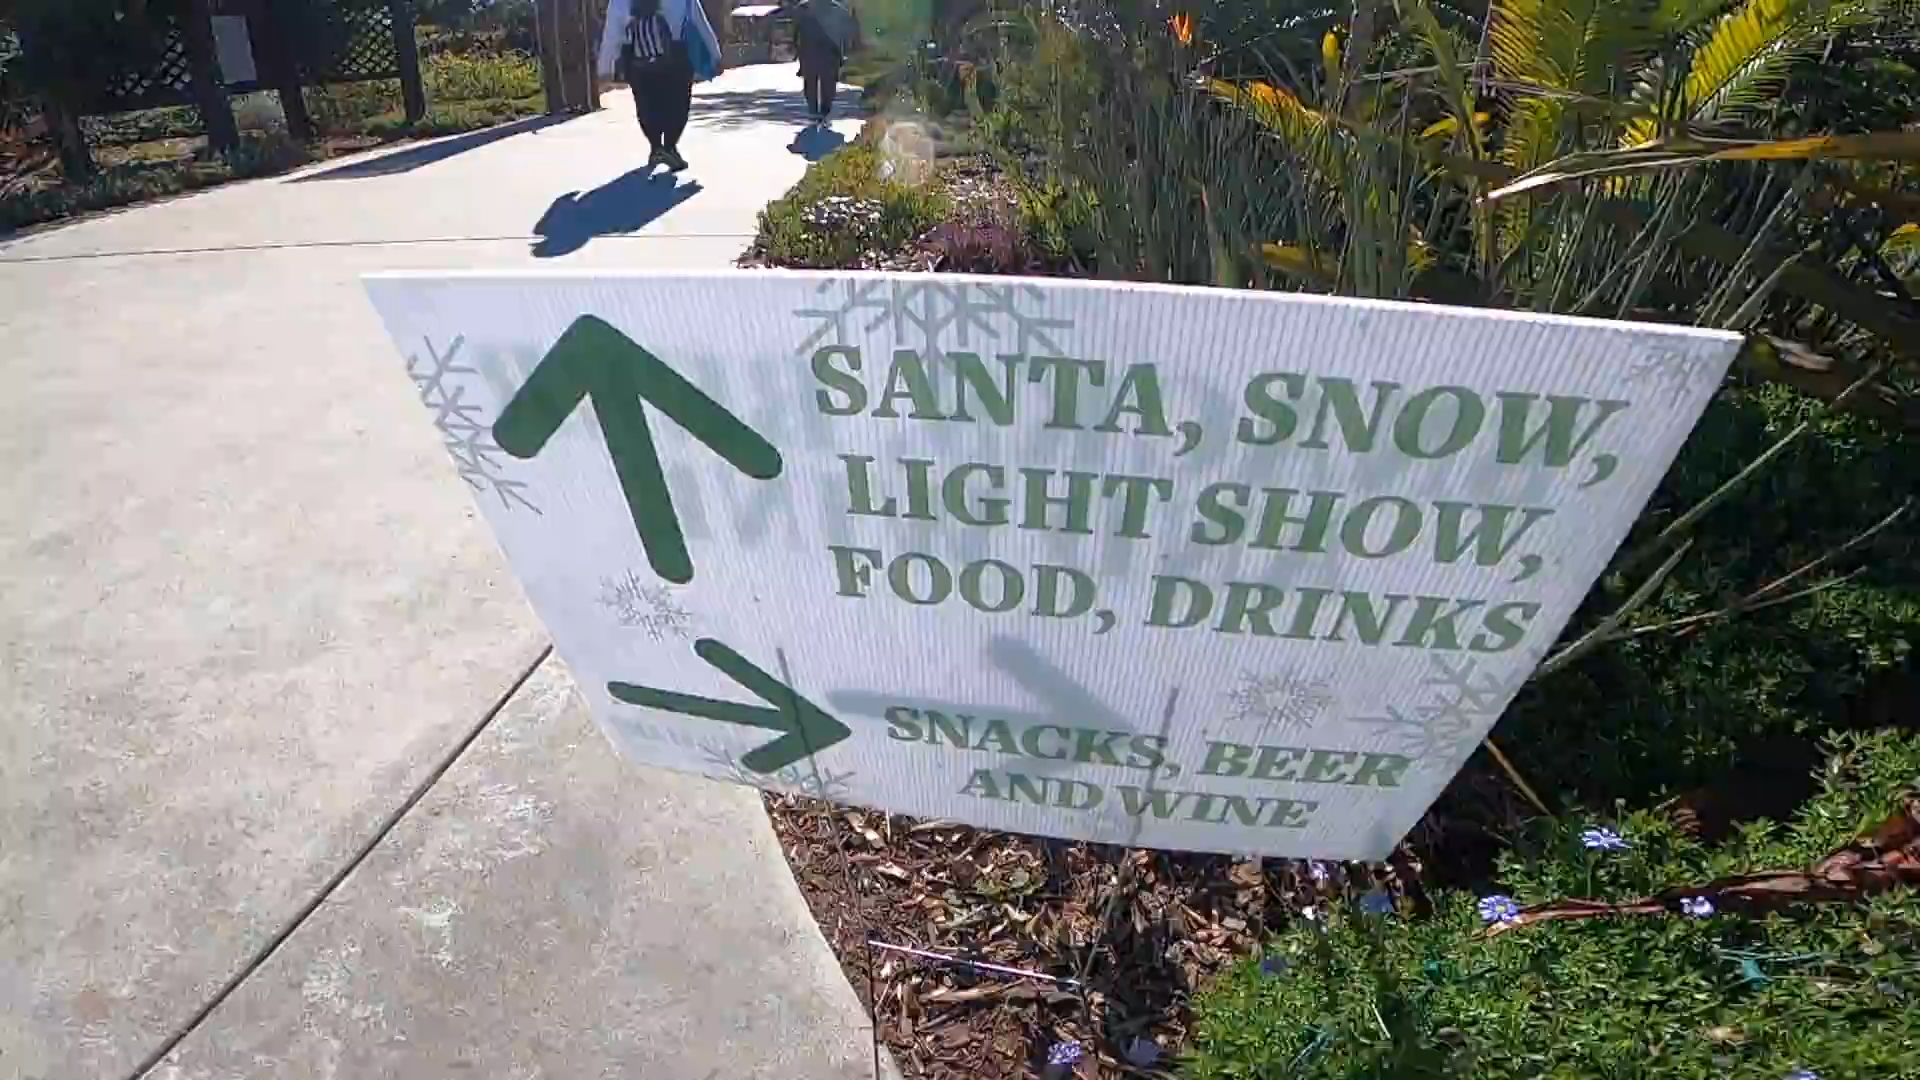 SANTA, SNOW,
LIGHT SHOW,
FOOD, DRINKS
SNACKS, BEER
AND WINE